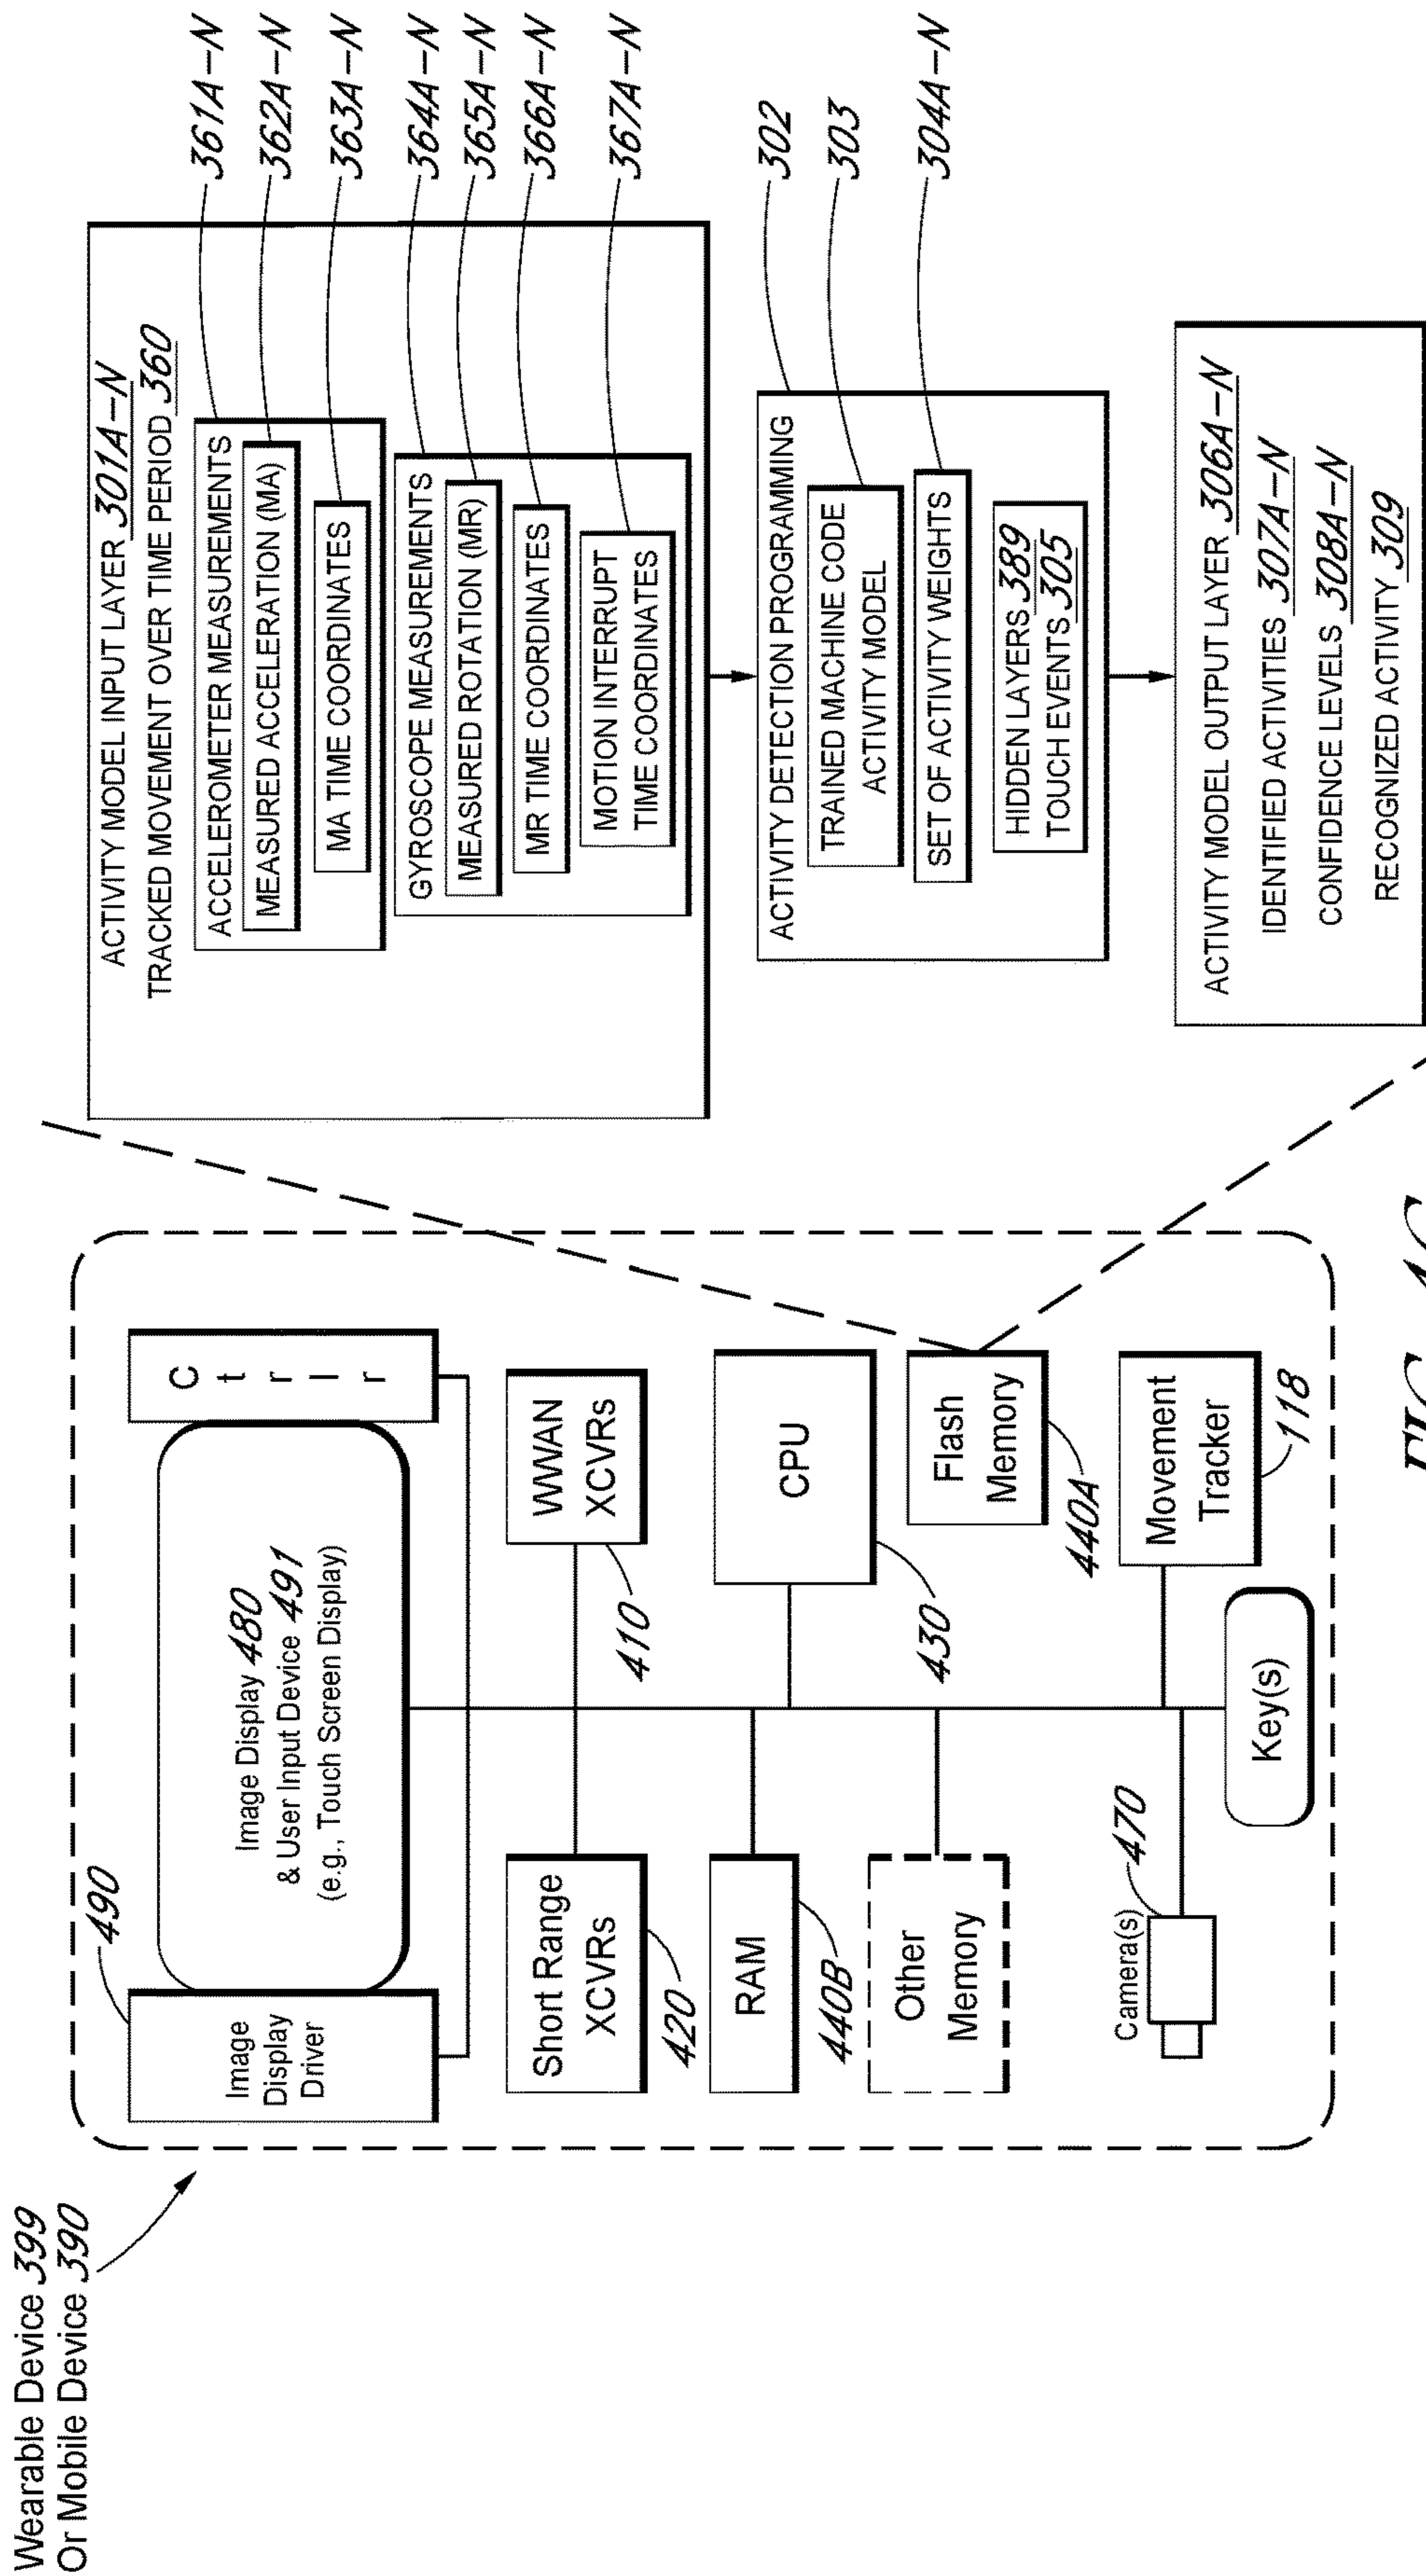 Wearable Device 399
Or Mobile Device 390
490
Image
Display
Driver
Image Display 480
& User Input Device 491
(e.g., Touch Screen Display)
C
t
r
l
r
Short Range
XCVRs
420
WWAN
XCVRs
410
RAM
440B
CPU
430
Other
Memory
Flash
Memory
440A
Camera(s)
470
Movement
Tracker
118
Key(s)
ACTIVITY MODEL INPUT LAYER 301A-N
TRACKED MOVEMENT OVER TIME PERIOD 360
ACCELEROMETER MEASUREMENTS
361A-N
MEASURED ACCELERATION (MA)
362A-N
MA TIME COORDINATES
363A-N
GYROSCOPE MEASUREMENTS
364A-N
MEASURED ROTATION (MR)
365A-N
MR TIME COORDINATES
366A-N
MOTION INTERRUPT
TIME COORDINATES
367A-N
ACTIVITY DETECTION PROGRAMMING
302
TRAINED MACHINE CODE
ACTIVITY MODEL
303
SET OF ACTIVITY WEIGHTS
304A-N
HIDDEN LAYERS 389
TOUCH EVENTS 305
ACTIVITY MODEL OUTPUT LAYER 306A-N
IDENTIFIED ACTIVITIES 307A-N
CONFIDENCE LEVELS 308A-N
RECOGNIZED ACTIVITY 309